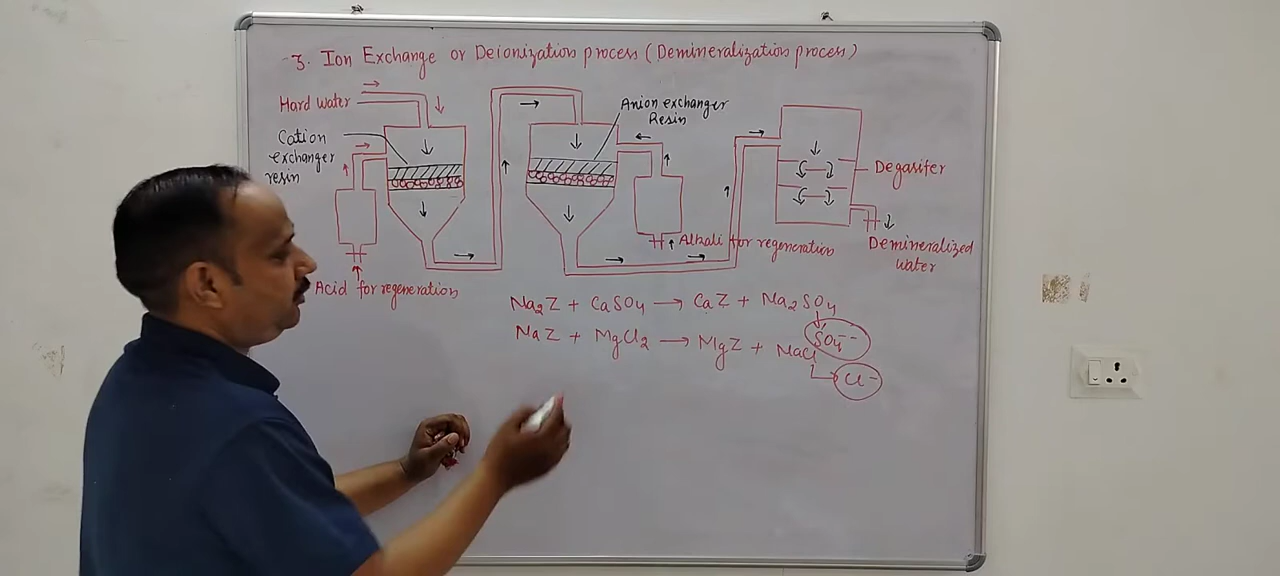 3. Ion Exchange or Deionization process (Demineralization process)
Hard water
Cation
exchanger
resin
Acid for regeneration
Anion exchanger
Resin
Alkali for regeneration
Degasifer
Demineralized
water
Na₂Z + CaSO₄ → CaZ + Na₂SO₄
SO₄⁻⁻
NaZ + MgCl₂ → MgZ + NaCl
Cl⁻